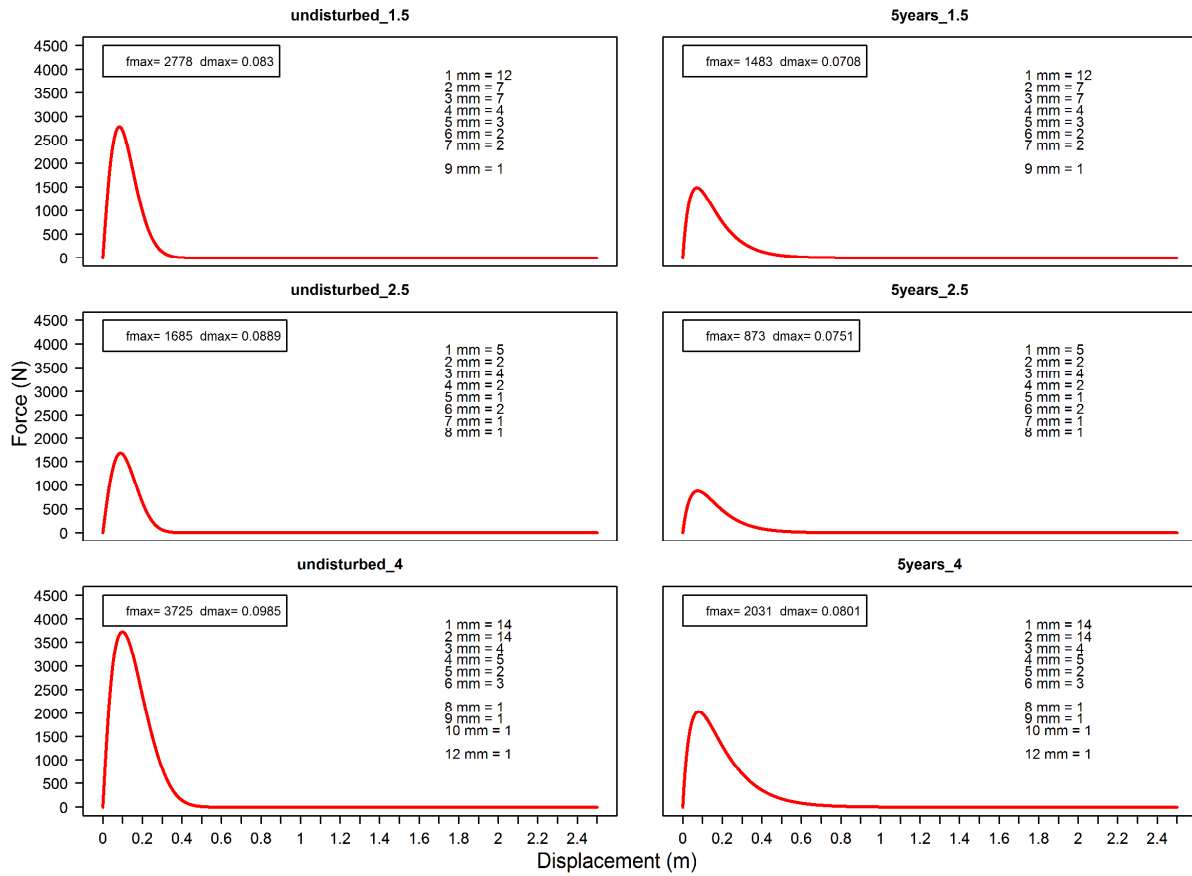 undisturbed_1.5
4500
4000
3500
3000
2500
2000
1500
1000
500
0
fmax= 2778 dmax= 0.083
1 mm = 12
2 mm = 7
3 mm = 7
4 mm = 4
5 mm = 3
6 mm = 2
7 mm = 2
9 mm = 1
5years_1.5
fmax= 1483 dmax= 0.0708
1 mm = 12
2 mm = 7
3 mm = 7
4 mm = 4
5 mm = 3
6 mm = 2
7 mm = 2
9 mm = 1
undisturbed_2.5
Force (N)
4500
4000
3500
3000
2500
2000
1500
1000
500
0
fmax= 1685 dmax= 0.0889
1 mm = 5
2 mm = 2
3 mm = 4
4 mm = 2
5 mm = 1
6 mm = 2
7 mm = 1
8 mm = 1
5years_2.5
fmax= 873 dmax= 0.0751
1 mm = 5
2 mm = 2
3 mm = 4
4 mm = 2
5 mm = 1
6 mm = 2
7 mm = 1
8 mm = 1
undisturbed_4
4500
4000
3500
3000
2500
2000
1500
1000
500
0
fmax= 3725 dmax= 0.0985
1 mm = 14
2 mm = 14
3 mm = 4
4 mm = 5
5 mm = 2
6 mm = 3
8 mm = 1
9 mm = 1
10 mm = 1
12 mm = 1
0 0.2 0.4 0.6 0.8 1 1.2 1.4 1.6 1.8 2 2.2 2.4
5years_4
fmax= 2031 dmax= 0.0801
1 mm = 14
2 mm = 14
3 mm = 4
4 mm = 5
5 mm = 2
6 mm = 3
8 mm = 1
9 mm = 1
10 mm = 1
12 mm = 1
0 0.2 0.4 0.6 0.8 1 1.2 1.4 1.6 1.8 2 2.2 2.4
Displacement (m)